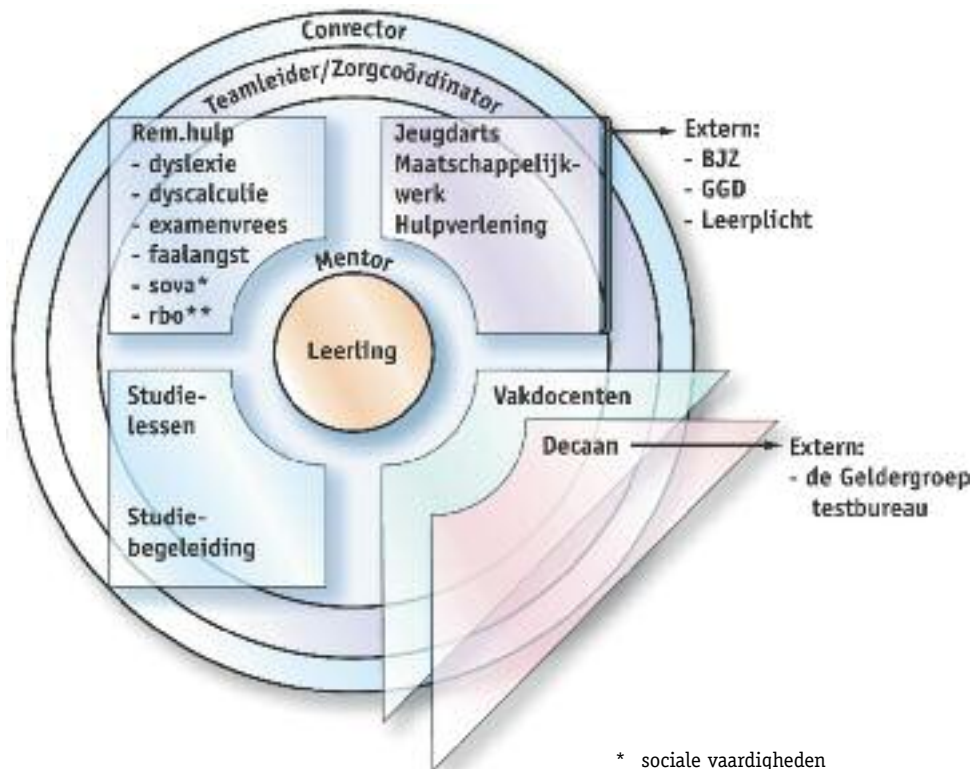 Conrector
Teamleider/Zorgcoördinator
Rem.hulp
- dyslexie
- dyscalculie
- examenvrees
- faalangst
- sova*
- rbo**
Jeugdarts
Maatschappelijk-
werk
Hulpverlening
Extern:
- BJZ
- GGD
- Leerplicht
Mentor
Leerling
Studie-
lessen
Studie-
begeleiding
Vakdocenten
Decaan
Extern:
- de Geldergroep
testbureau
* sociale vaardigheden